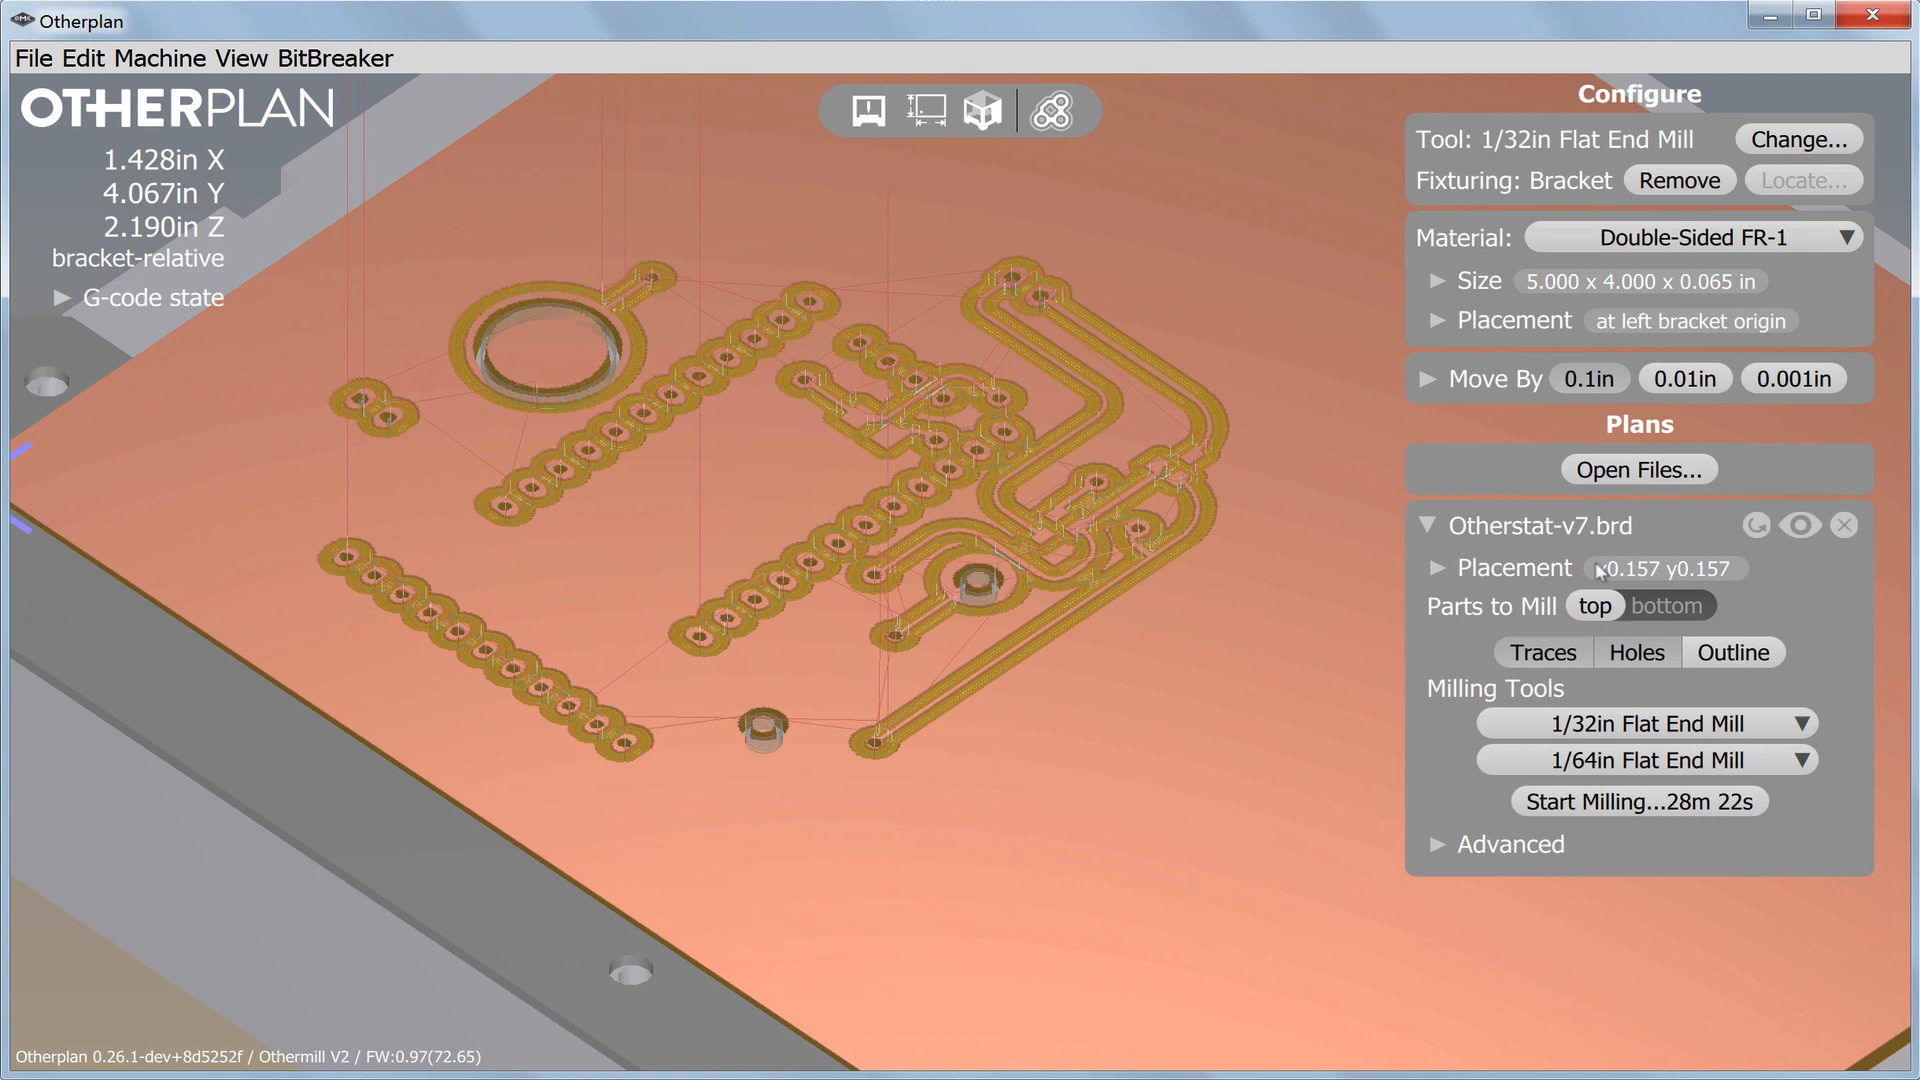 Otherplan
File Edit Machine View BitBreaker
OTHERPLAN
1.428in X
4.067in Y
2.190in Z
bracket-relative
G-code state
Configure
Tool: 1/32in Flat End Mill Change...
Fixturing: Bracket Remove Locate...
Material: Double-Sided FR-1
Size 5.000 x 4.000 x 0.065 in
Placement at left bracket origin
Move By 0.1in 0.01in 0.001in
Plans
Open Files...
Otherstat-v7.brd
Placement x0.157 y0.157
Parts to Mill top bottom
Traces Holes Outline
Milling Tools
1/32in Flat End Mill
1/64in Flat End Mill
Start Milling...28m 22s
Advanced
Otherplan 0.26.1-dev+8d5252f / Othermill V2 / FW:0.97(72.65)